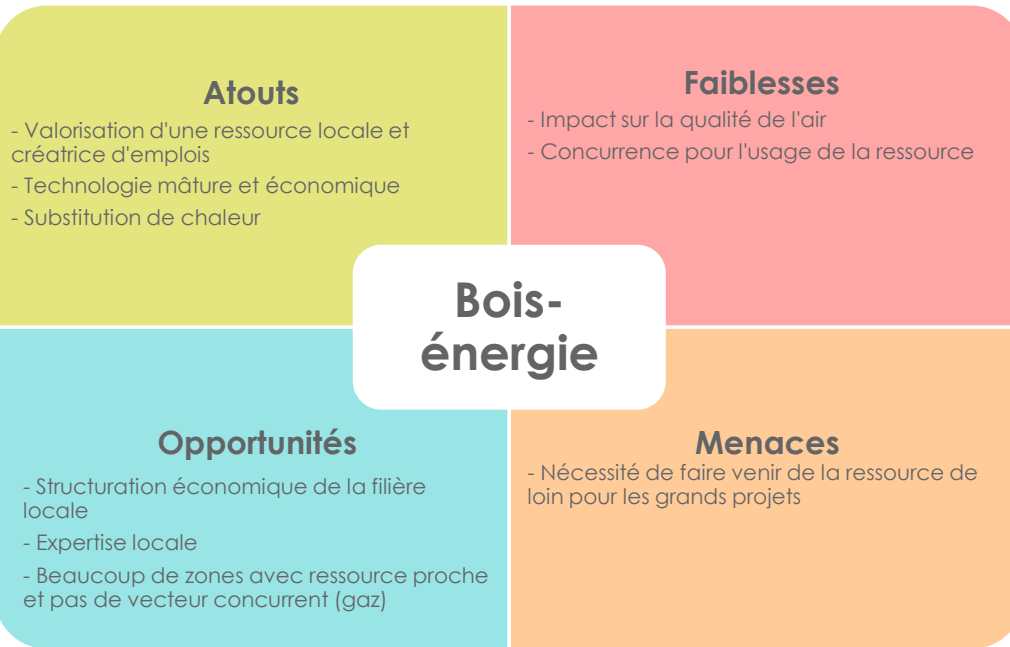 Atouts
- Valorisation d'une ressource locale et
créatrice d'emplois
- Technologie mâture et économique
- Substitution de chaleur
Faiblesses
- Impact sur la qualité de l'air
- Concurrence pour l'usage de la ressource
Bois-
énergie
Opportunités
- Structuration économique de la filière
locale
- Expertise locale
- Beaucoup de zones avec ressource proche
et pas de vecteur concurrent (gaz)
Menaces
- Nécessité de faire venir de la ressource de
loin pour les grands projets